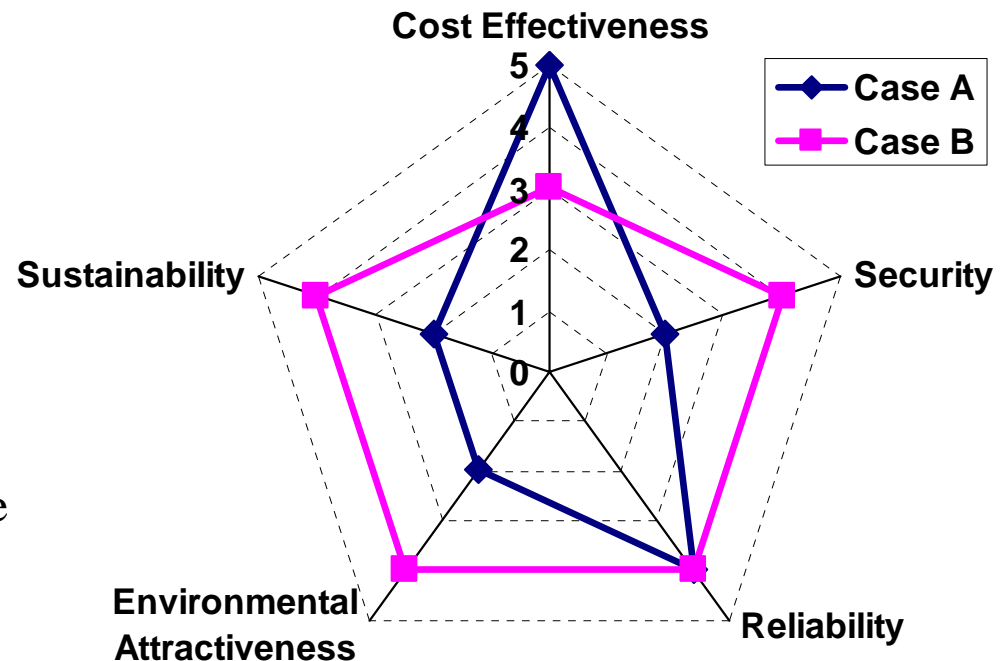 Cost Effectiveness
5
Case A
4
Case B
3
2
Sustainability
Security
1
0
e
Environmental
Attractiveness
Reliability